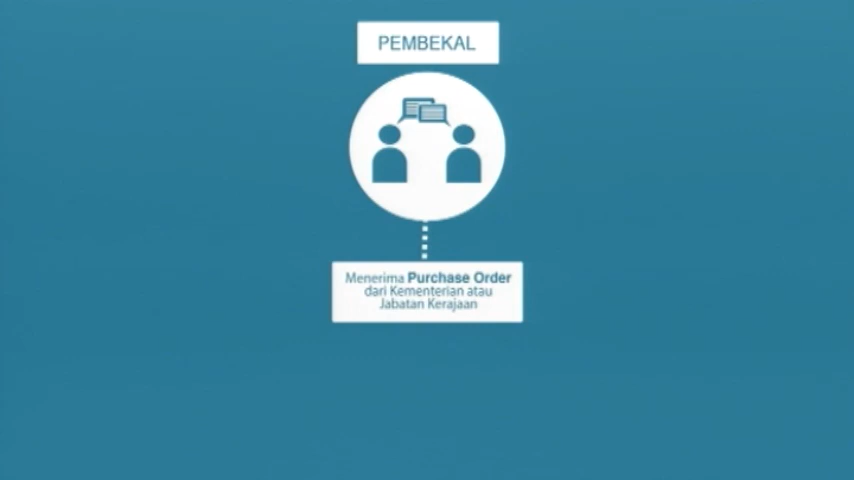 PEMBEKAL
Menerima Purchase Order
dari Kementerian atau
Jabatan Kerajaan